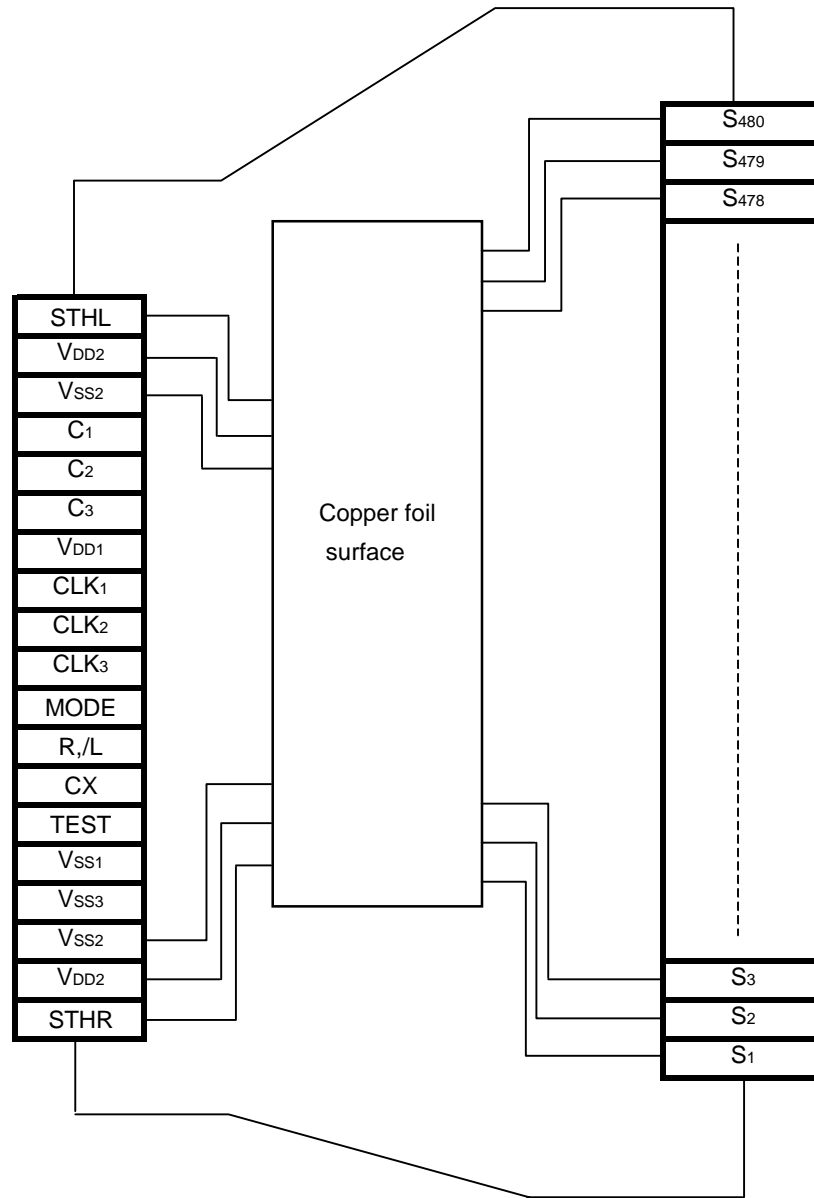 STHL
VDD2
VSS2
C1
C2
C3
VDD1
CLK1
CLK2
CLK3
MODE
R,/L
CX
TEST
VSS1
VSS3
VSS2
VDD2
STHR
Copper foil
surface
S480
S479
S478
S3
S2
S1